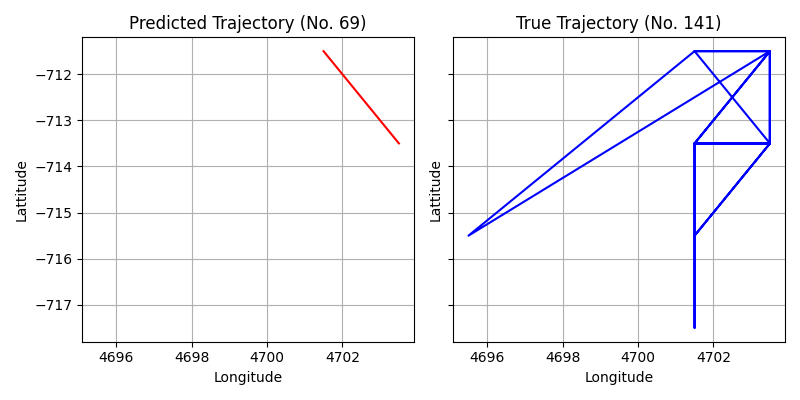 Predicted Trajectory (No. 69)
True Trajectory (No. 141)
Lattitude
−712
−713
−714
−715
−716
−717
4696
4698
4700
4702
Longitude
Lattitude
4696
4698
4700
4702
Longitude